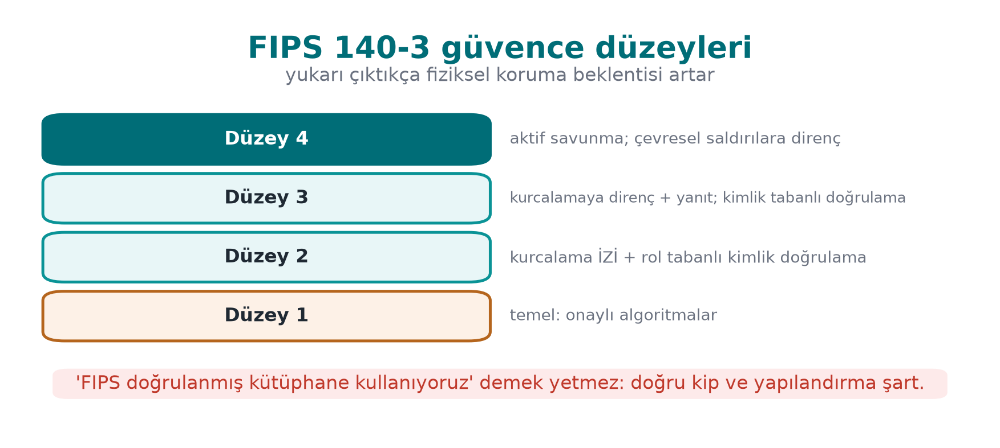 FIPS 140-3 güvence düzeyleri
yukarı çıktıkça fiziksel koruma beklentisi artar
Düzey 4
aktif savunma; çevresel saldırılara direnç
Düzey 3
kurcalamaya direnç + yanıt; kimlik tabanlı doğrulama
Düzey 2
kurcalama İZİ + rol tabanlı kimlik doğrulama
Düzey 1
temel: onaylı algoritmalar
'FIPS doğrulanmış kütüphane kullanıyoruz' demek yetmez: doğru kip ve yapılandırma şart.